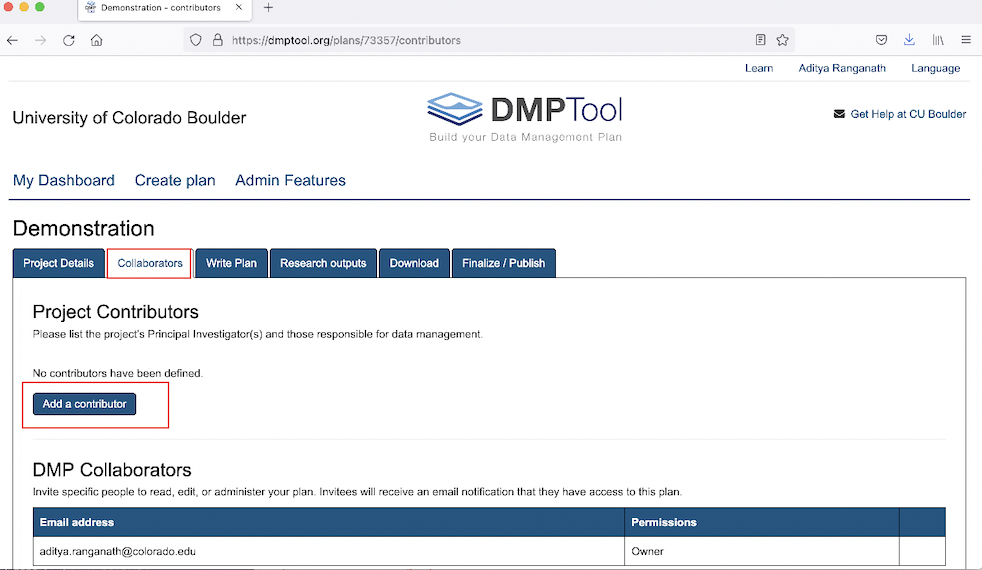 Demonstration - contributors
https://dmptool.org/plans/73357/contributors
Learn Aditya Ranganath Language
University of Colorado Boulder
DMPTool
Build your Data Management Plan
Get Help at CU Boulder
My Dashboard Create plan Admin Features
Demonstration
Project Details Collaborators Write Plan Research outputs Download Finalize / Publish
Project Contributors
Please list the project's Principal Investigator(s) and those responsible for data management.
No contributors have been defined.
Add a contributor
DMP Collaborators
Invite specific people to read, edit, or administer your plan. Invitees will receive an email notification that they have access to this plan.
Email address Permissions
aditya.ranganath@colorado.edu Owner